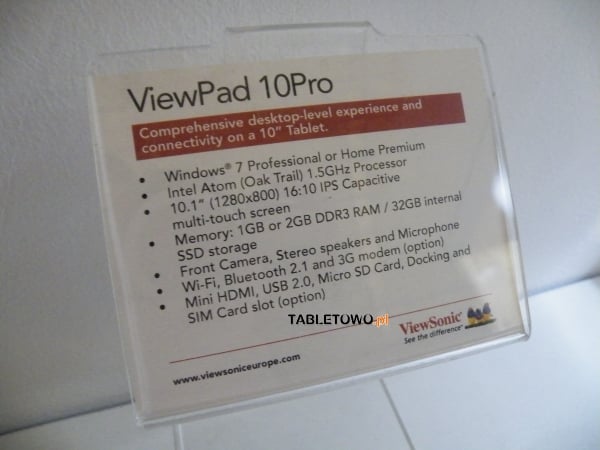 ViewPad 10Pro
Comprehensive desktop-level experience and
connectivity on a 10" Tablet.
• Windows® 7 Professional or Home Premium
• Intel Atom (Oak Trail) 1.5GHz Processor
• 10.1" (1280x800) 16:10 IPS Capacitive
multi-touch screen
• Memory: 1GB or 2GB DDR3 RAM / 32GB internal
SSD storage
• Front Camera, Stereo speakers and Microphone
• Wi-Fi, Bluetooth 2.1 and 3G modem (option)
• Mini HDMI, USB 2.0, Micro SD Card, Docking and
SIM Card slot (option)
TABLETOWO.pl
ViewSonic®
See the difference™
www.viewsoniceurope.com